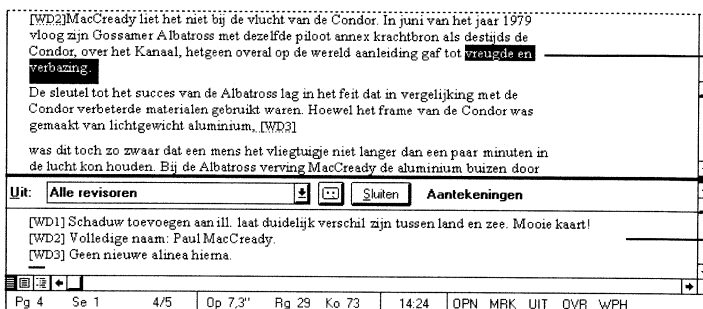 [WD2]MacCready liet het niet bij de vlucht van de Condor. In juni van het jaar 1979
vloog zijn Gossamer Albatross met dezelfde piloot annex krachtbron als destijds de
Condor, over het Kanaal, hetgeen overal op de wereld aanleiding gaf tot vreugde en
verbazing.
De sleutel tot het succes van de Albatross lag in het feit dat in vergelijking met de
Condor verbeterde materialen gebruikt waren. Hoewel het frame van de Condor was
gemaakt van lichtgewicht aluminium, [WD3]
was dit toch zo zwaar dat een mens het vliegtuigje niet langer dan een paar minuten in
de lucht kon houden. Bij de Albatross verving MacCready de aluminium buizen door
Uit: Alle revisoren Sluiten Aantekeningen
[WD1] Schaduw toevoegen aan ill. laat duidelijk verschil zijn tussen land en zee. Mooie kaart!
[WD2] Volledige naam: Paul MacCready.
[WD3] Geen nieuwe alinea hierna.
Pg 4 Se 1 4/5 Op 7,3" Rg 29 Ko 73 14:24 OPN MRK UIT OVR WPH